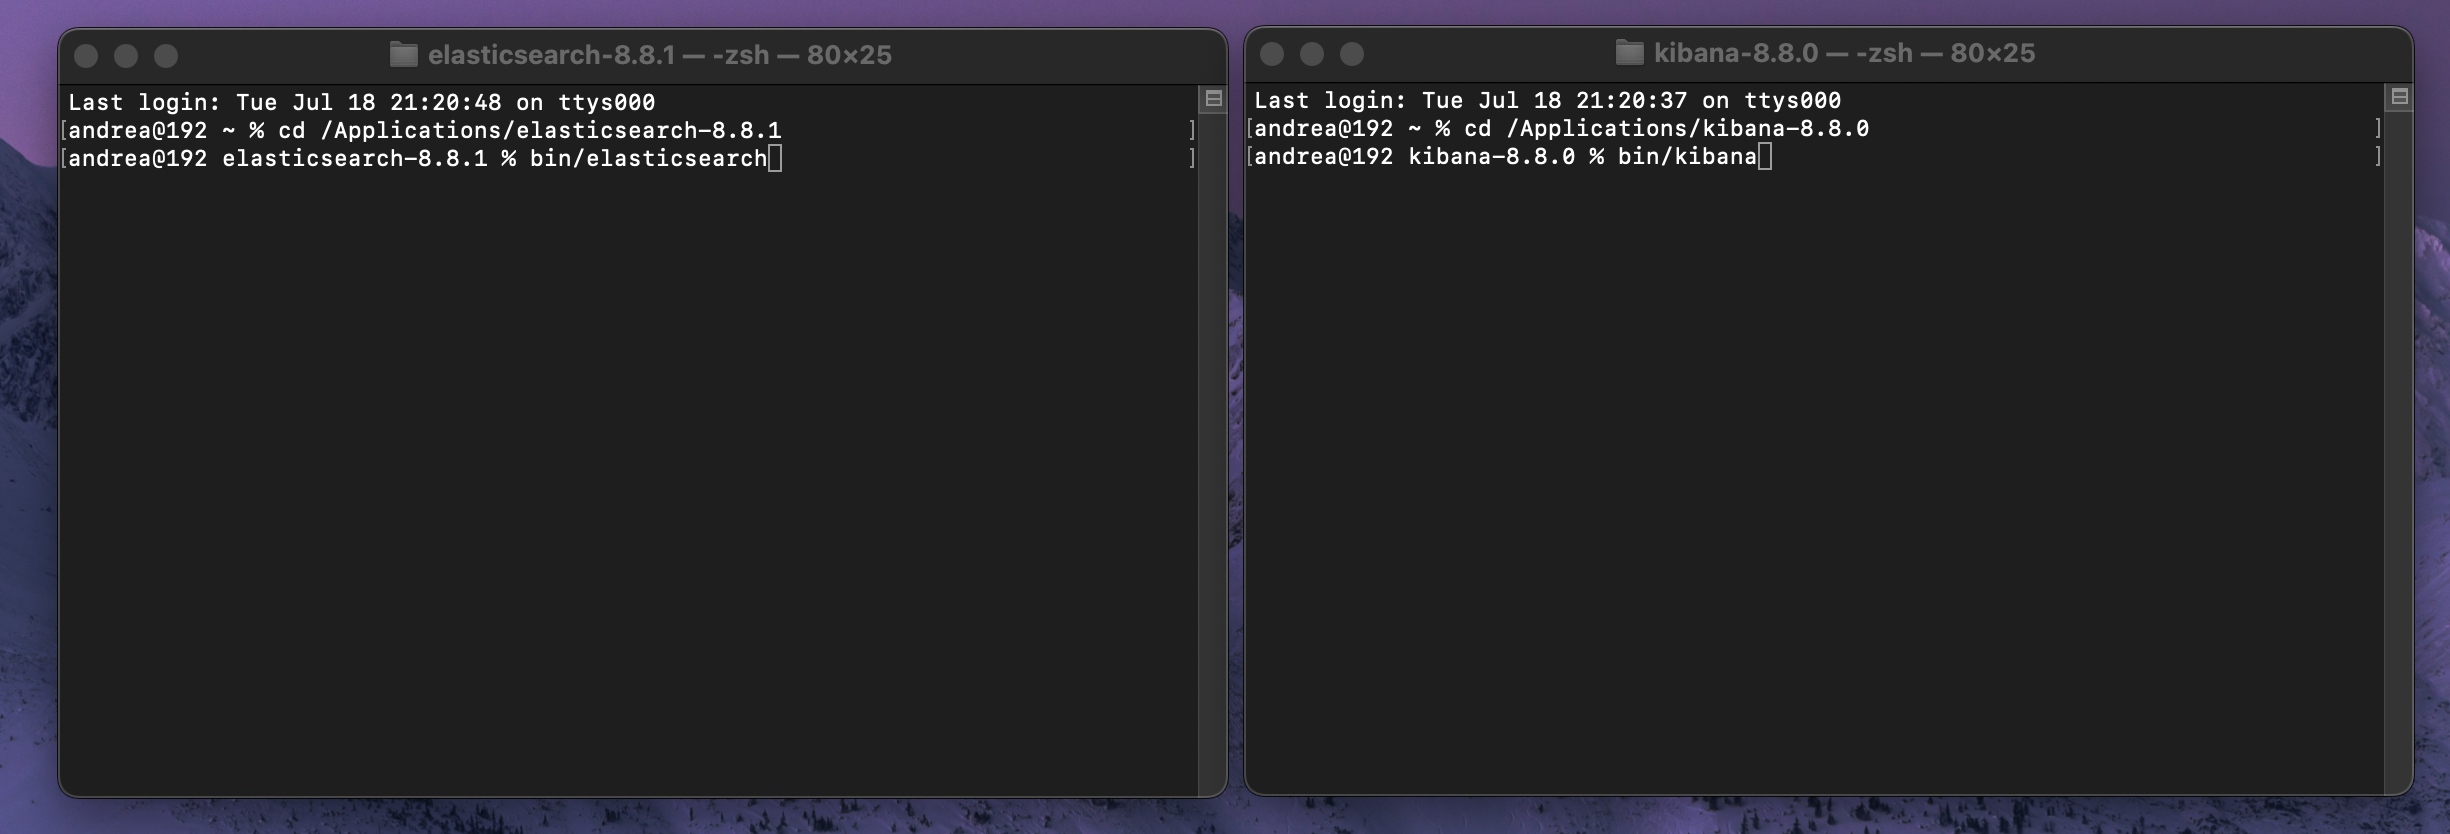 elasticsearch-8.8.1 — -zsh — 80×25
Last login: Tue Jul 18 21:20:48 on ttys000
[andrea@192 ~ % cd /Applications/elasticsearch-8.8.1 ]
[andrea@192 elasticsearch-8.8.1 % bin/elasticsearch ]
kibana-8.8.0 — -zsh — 80×25
Last login: Tue Jul 18 21:20:37 on ttys000
[andrea@192 ~ % cd /Applications/kibana-8.8.0 ]
[andrea@192 kibana-8.8.0 % bin/kibana ]